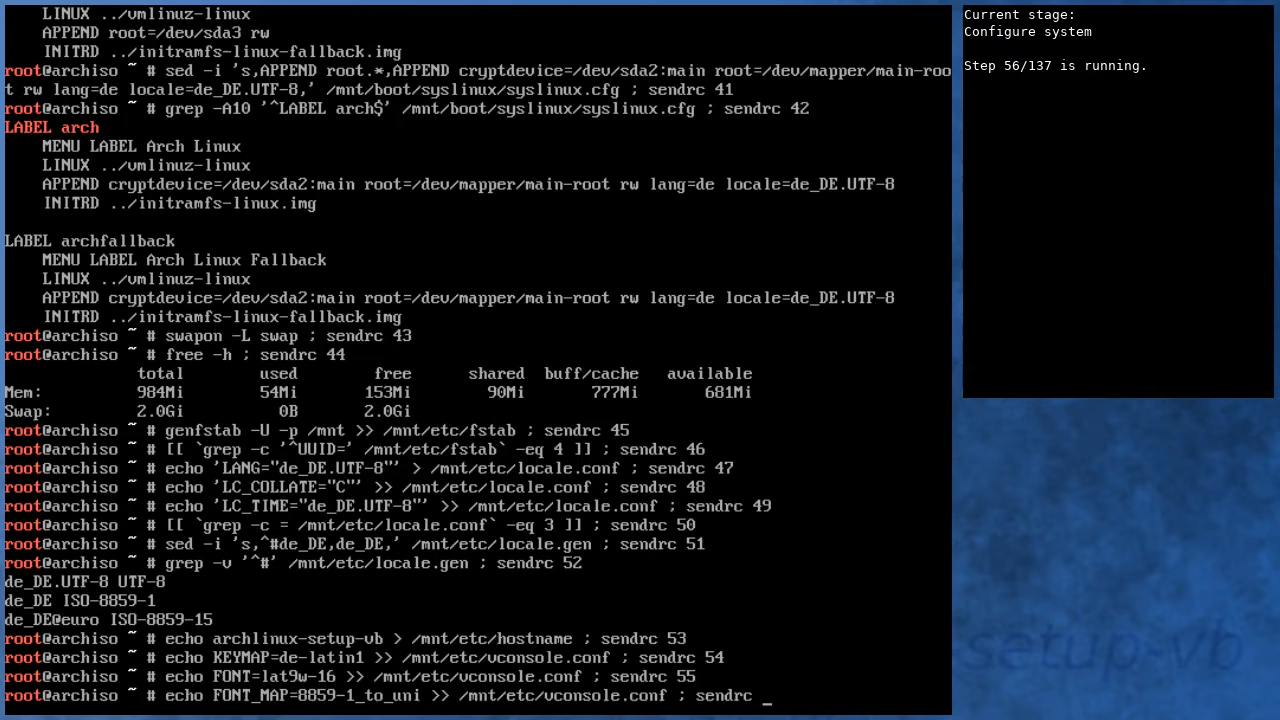 LINUX ../vmlinuz-linux
    APPEND root=/dev/sda3 rw
    INITRD ../initramfs-linux-fallback.img
root@archiso ~ # sed -i 's,APPEND root.*,APPEND cryptdevice=/dev/sda2:main root=/dev/mapper/main-roo
t rw lang=de locale=de_DE.UTF-8,' /mnt/boot/syslinux/syslinux.cfg ; sendrc 41
root@archiso ~ # grep -A10 '^LABEL arch$' /mnt/boot/syslinux/syslinux.cfg ; sendrc 42
LABEL arch
    MENU LABEL Arch Linux
    LINUX ../vmlinuz-linux
    APPEND cryptdevice=/dev/sda2:main root=/dev/mapper/main-root rw lang=de locale=de_DE.UTF-8
    INITRD ../initramfs-linux.img

LABEL archfallback
    MENU LABEL Arch Linux Fallback
    LINUX ../vmlinuz-linux
    APPEND cryptdevice=/dev/sda2:main root=/dev/mapper/main-root rw lang=de locale=de_DE.UTF-8
    INITRD ../initramfs-linux-fallback.img
root@archiso ~ # swapon -L swap ; sendrc 43
root@archiso ~ # free -h ; sendrc 44
              total        used        free      shared  buff/cache   available
Mem:          984Mi        54Mi       153Mi        90Mi       777Mi       681Mi
Swap:         2.0Gi          0B       2.0Gi
root@archiso ~ # genfstab -U -p /mnt >> /mnt/etc/fstab ; sendrc 45
root@archiso ~ # [[ `grep -c '^UUID=' /mnt/etc/fstab` -eq 4 ]] ; sendrc 46
root@archiso ~ # echo 'LANG="de_DE.UTF-8"' > /mnt/etc/locale.conf ; sendrc 47
root@archiso ~ # echo 'LC_COLLATE="C"' >> /mnt/etc/locale.conf ; sendrc 48
root@archiso ~ # echo 'LC_TIME="de_DE.UTF-8"' >> /mnt/etc/locale.conf ; sendrc 49
root@archiso ~ # [[ `grep -c = /mnt/etc/locale.conf` -eq 3 ]] ; sendrc 50
root@archiso ~ # sed -i 's,^#de_DE,de_DE,' /mnt/etc/locale.gen ; sendrc 51
root@archiso ~ # grep -v '^#' /mnt/etc/locale.gen ; sendrc 52
de_DE.UTF-8 UTF-8
de_DE ISO-8859-1
de_DE@euro ISO-8859-15
root@archiso ~ # echo archlinux-setup-vb > /mnt/etc/hostname ; sendrc 53
root@archiso ~ # echo KEYMAP=de-latin1 >> /mnt/etc/vconsole.conf ; sendrc 54
root@archiso ~ # echo FONT=lat9w-16 >> /mnt/etc/vconsole.conf ; sendrc 55
root@archiso ~ # echo FONT_MAP=8859-1_to_uni >> /mnt/etc/vconsole.conf ; sendrc _
Current stage:
Configure system

Step 56/137 is running.
setup-vb